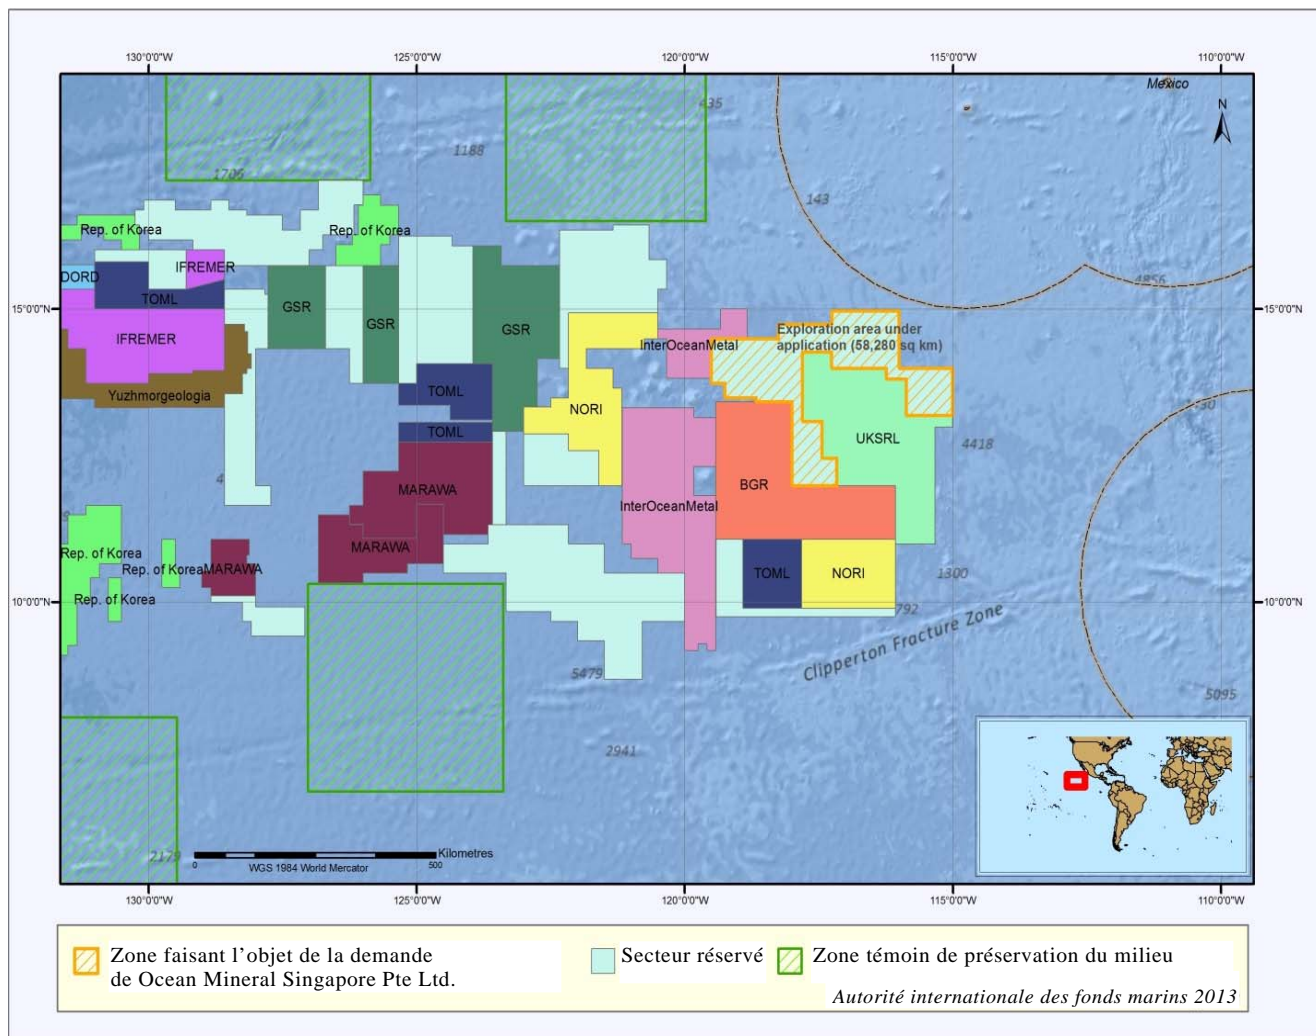 130°0'0"W 125°0'0"W 120°0'0"W 115°0'0"W 110°0'0"W
Mexico
N
435
1188
1706
143
Rep. of Korea
Rep. of Korea
IFREMER
DORD
TOML
GSR
GSR
GSR
4856
15°0'0"N
15°0'0"N
IFREMER
InterOceanMetal
Exploration area under
application (58,280 sq km)
Yuzhmorgeologia
TOML
NORI
TOML
UKSRL
4418
MARAWA
BGR
InterOceanMetal
MARAWA
Rep. of Korea
Rep. of Korea
MARAWA
Rep. of Korea
TOML
NORI
1300
10°0'0"N
10°0'0"N
792
Clipperton Fracture Zone
5479
5095
2941
2179
0
500
Kilometres
WGS 1984 World Mercator
130°0'0"W 125°0'0"W 120°0'0"W 115°0'0"W 110°0'0"W
Zone faisant l'objet de la demande
de Ocean Mineral Singapore Pte Ltd.
Secteur réservé
Zone témoin de préservation du milieu
Autorité internationale des fonds marins 2013